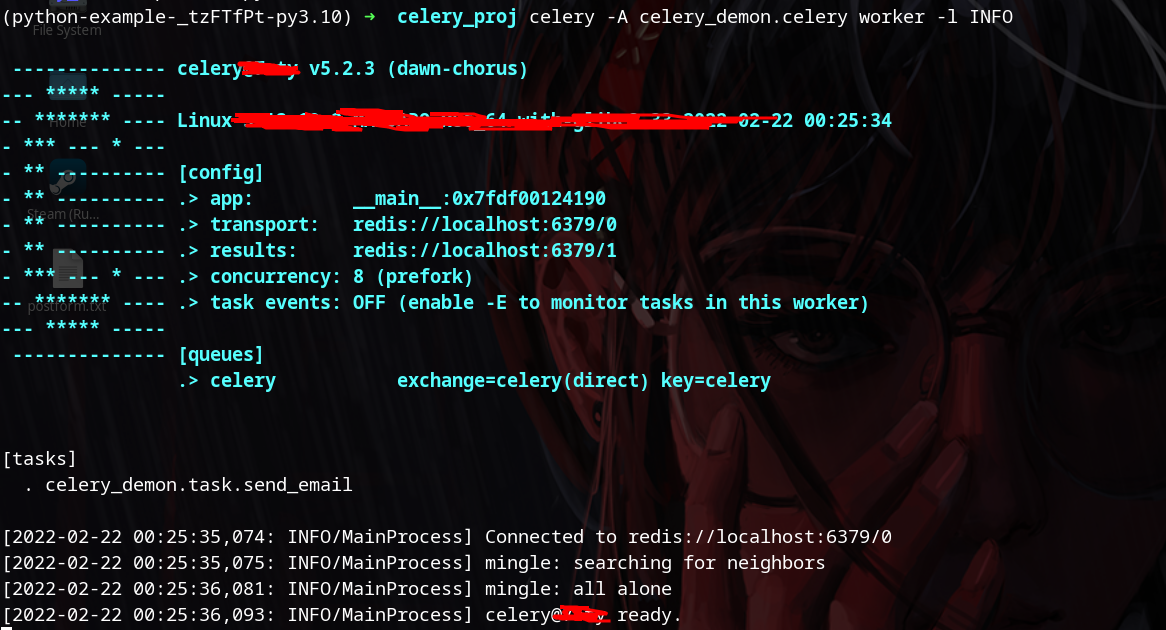 (python-example-_tzFTfPt-py3.10) → celery_proj celery -A celery_demon.celery worker -l INFO
File System
-------------- celery@ v5.2.3 (dawn-chorus)
--- ***** -----
-- ******* ---- Linux 2022-02-22 00:25:34
Home
- *** --- * ---
- ** ---------- [config]
- ** ---------- .> app: __main__:0x7fdf00124190
Steam (Ru...
- ** ---------- .> transport: redis://localhost:6379/0
- ** ---------- .> results: redis://localhost:6379/1
- *** --- * --- .> concurrency: 8 (prefork)
-- ******* ---- .> task events: OFF (enable -E to monitor tasks in this worker)
postform.txt
--- ***** -----
-------------- [queues]
.> celery exchange=celery(direct) key=celery
[tasks]
. celery_demon.task.send_email
[2022-02-22 00:25:35,074: INFO/MainProcess] Connected to redis://localhost:6379/0
[2022-02-22 00:25:35,075: INFO/MainProcess] mingle: searching for neighbors
[2022-02-22 00:25:36,081: INFO/MainProcess] mingle: all alone
[2022-02-22 00:25:36,093: INFO/MainProcess] celery@ ready.